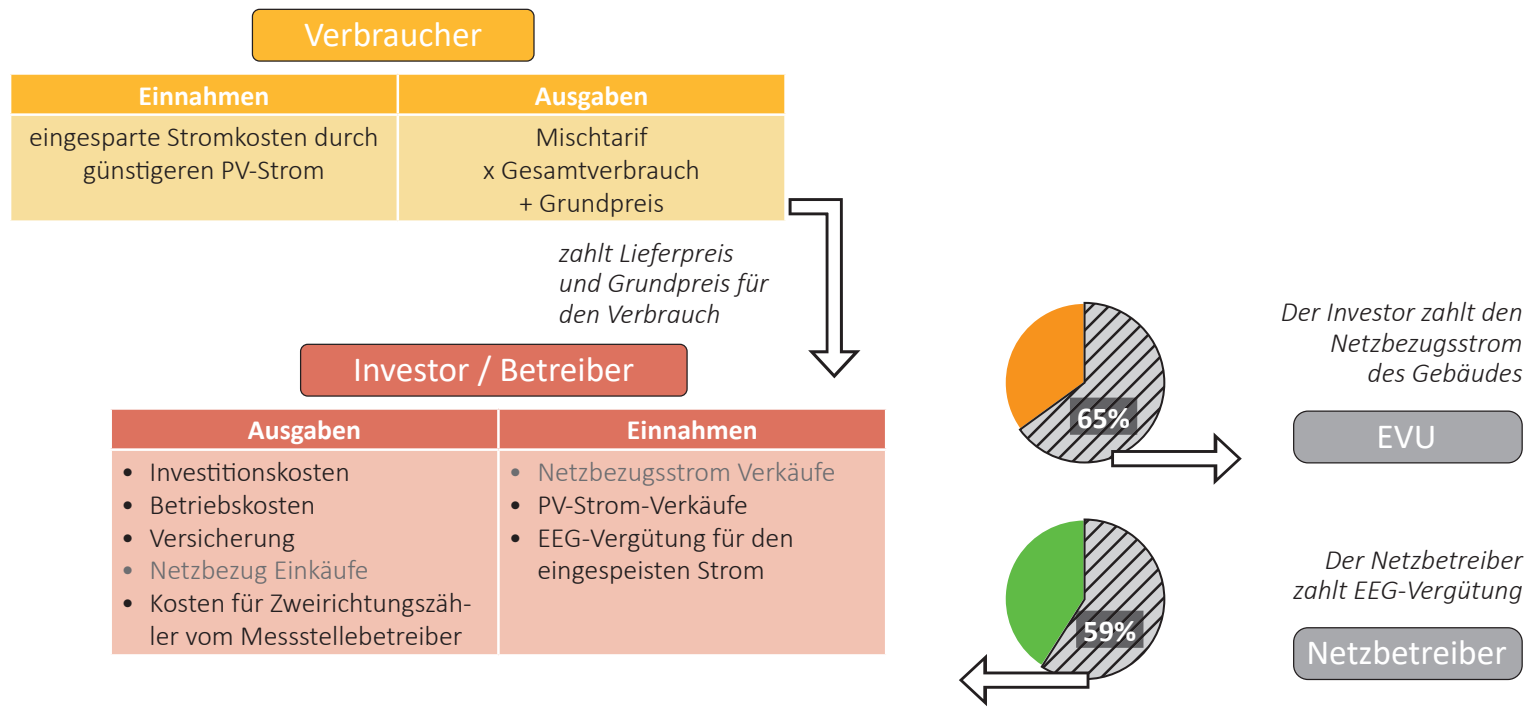 Verbraucher
Einnahmen
Ausgaben
eingesparte Stromkosten durch
günstigeren PV-Strom
Mischtarif
x Gesamtverbrauch
+ Grundpreis
zahlt Lieferpreis
und Grundpreis für
den Verbrauch
Investor / Betreiber
Ausgaben
Einnahmen
• Investitionskosten
• Betriebskosten
• Versicherung
• Netzbezug Einkäufe
• Kosten für Zweirichtungszäh-
ler vom Messstellebetreiber
• Netzbezugsstrom Verkäufe
• PV-Strom-Verkäufe
• EEG-Vergütung für den
eingespeisten Strom
65%
Der Investor zahlt den
Netzbezugsstrom
des Gebäudes
EVU
59%
Der Netzbetreiber
zahlt EEG-Vergütung
Netzbetreiber